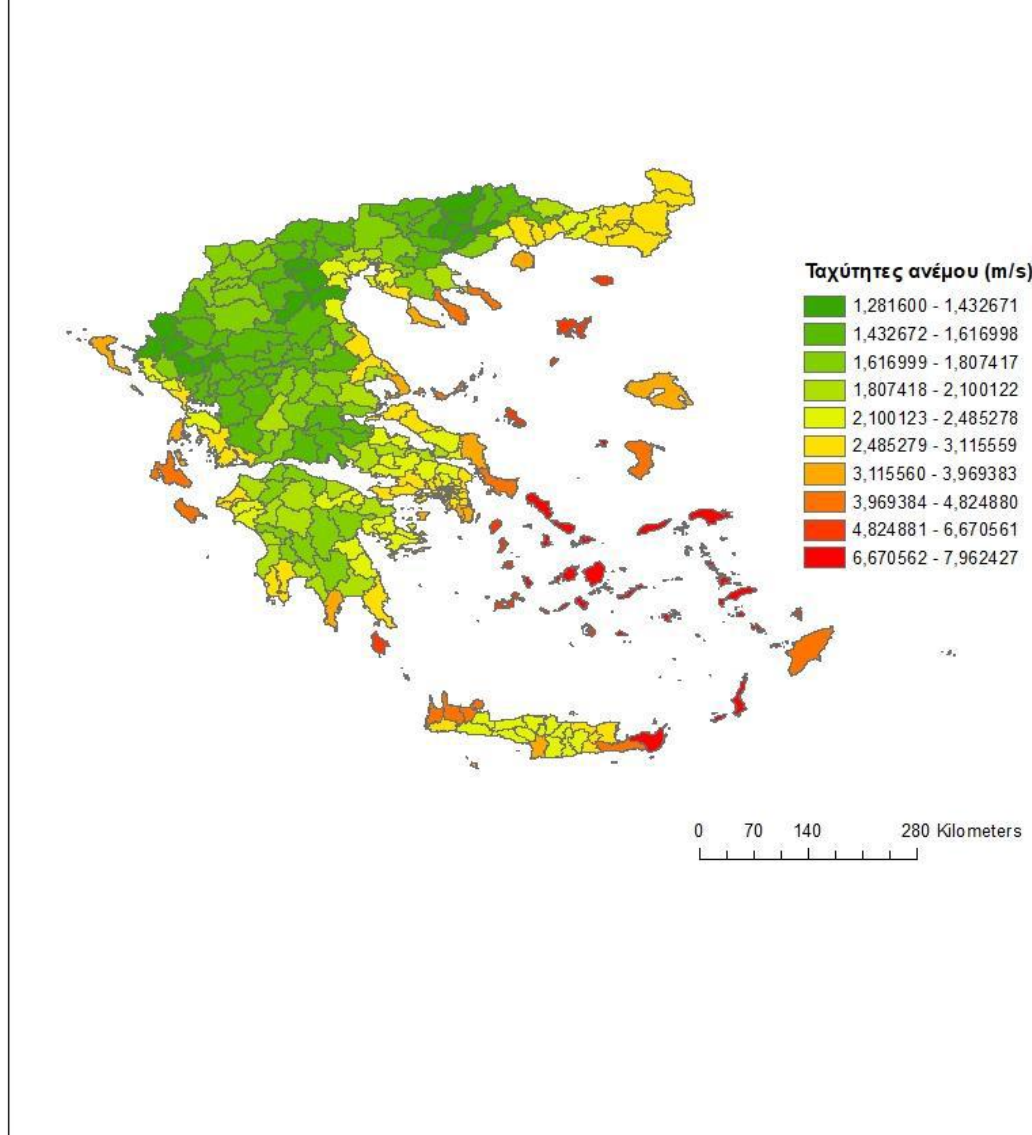 Ταχύτητες ανέμου (m/s)
1,281600 - 1,432671
1,432672 - 1,616998
1,616999 - 1,807417
1,807418 - 2,100122
2,100123 - 2,485278
2,485279 - 3,115559
3,115560 - 3,969383
3,969384 - 4,824880
4,824881 - 6,670561
6,670562 - 7,962427
0 70 140 280 Kilometers